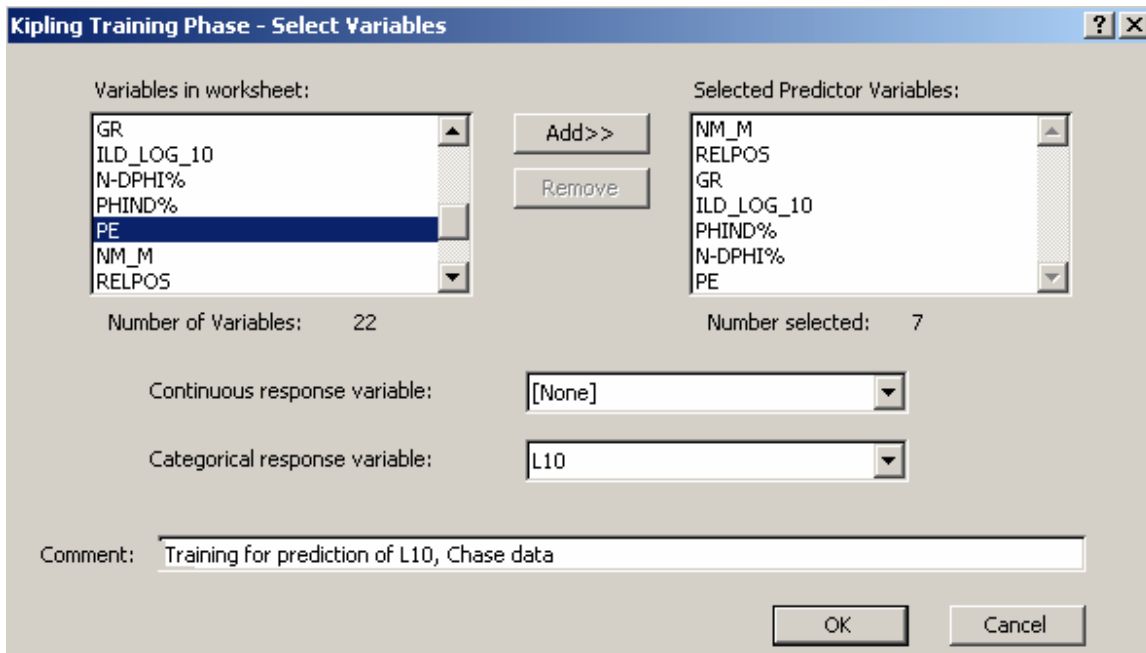 Kipling Training Phase - Select Variables
Variables in worksheet:
GR
ILD_LOG_10
N-DPHI%
PHIND%
PE
NM_M
RELPOS
Number of Variables: 22
Add>>
Remove
Selected Predictor Variables:
NM_M
RELPOS
GR
ILD_LOG_10
PHIND%
N-DPHI%
PE
Number selected: 7
Continuous response variable: [None]
Categorical response variable: L10
Comment: Training for prediction of L10, Chase data
OK Cancel